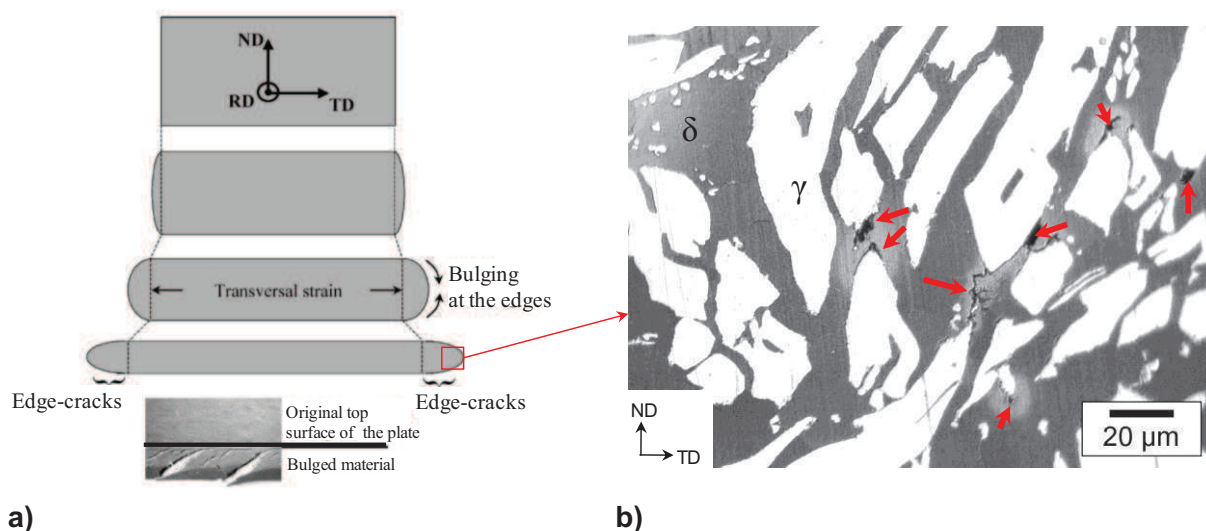 ND
RD
TD
Transversal strain
Bulging
at the edges
Edge-cracks
Edge-cracks
Original top
surface of the plate
Bulged material
a)
δ
γ
ND
TD
20 µm
b)